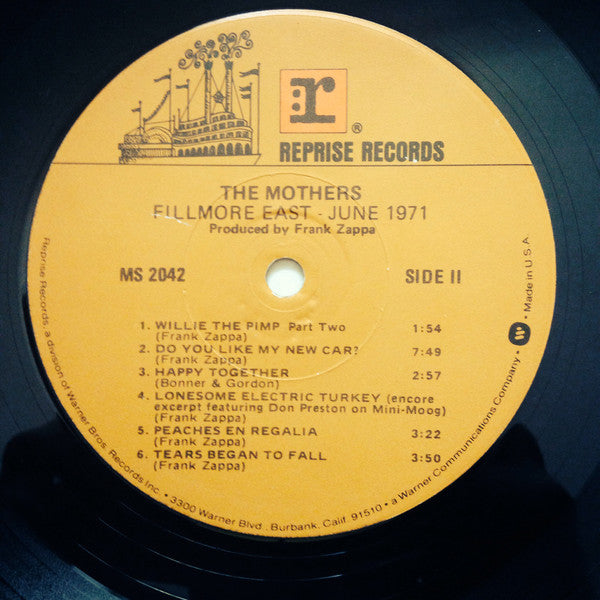 :r
®
REPRISE RECORDS
THE MOTHERS
FILLMORE EAST - JUNE 1971
Produced by Frank Zappa
MS 2042 SIDE II
1. WILLIE THE PIMP Part Two 1:54
(Frank Zappa)
2. DO YOU LIKE MY NEW CAR? 7:49
(Frank Zappa)
3. HAPPY TOGETHER 2:57
(Bonner & Gordon)
4. LONESOME ELECTRIC TURKEY (encore
excerpt featuring Don Preston on Mini-Moog)
(Frank Zappa)
5. PEACHES EN REGALIA 3:22
(Frank Zappa)
6. TEARS BEGAN TO FALL 3:50
(Frank Zappa)
Reprise Records, a division of Warner Bros. Records Inc. • 3300 Warner Blvd., Burbank, Calif. 91510 • a Warner Communications Company • Made in U.S.A.